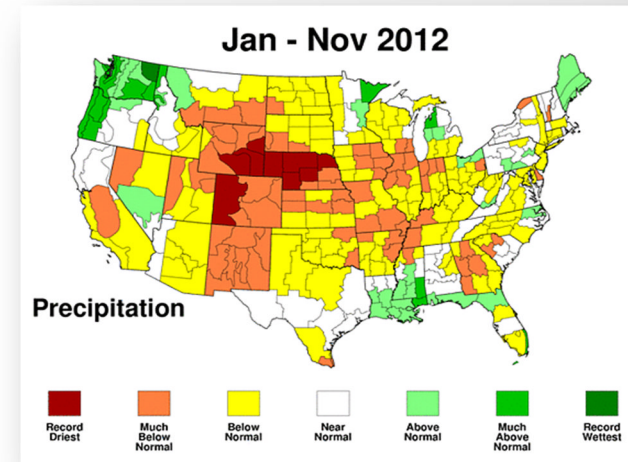 Jan - Nov 2012
Precipitation
Record Driest
Much Below Normal
Below Normal
Near Normal
Above Normal
Much Above Normal
Record Wettest